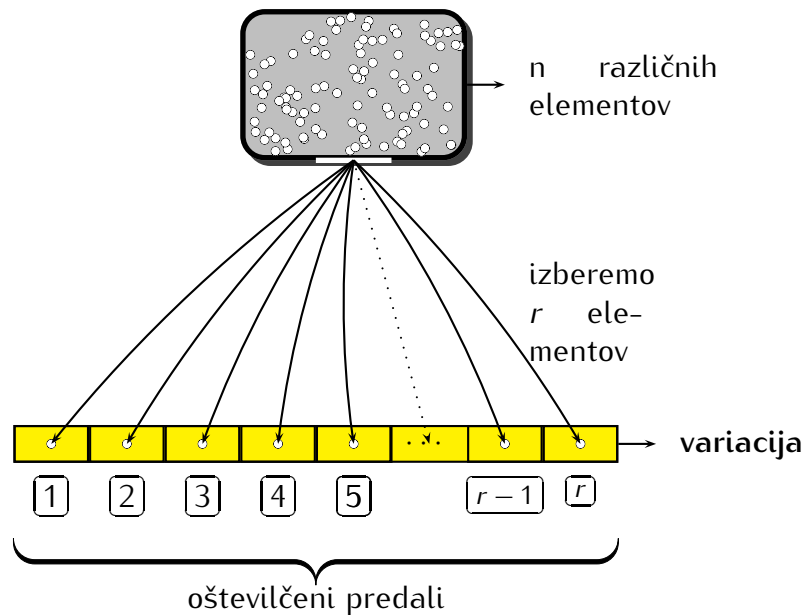 n različnih
elementov
izberemo
r ele-
mentov
· · ·
variacija
1 2 3 4 5 r − 1 r
oštevilčeni predali